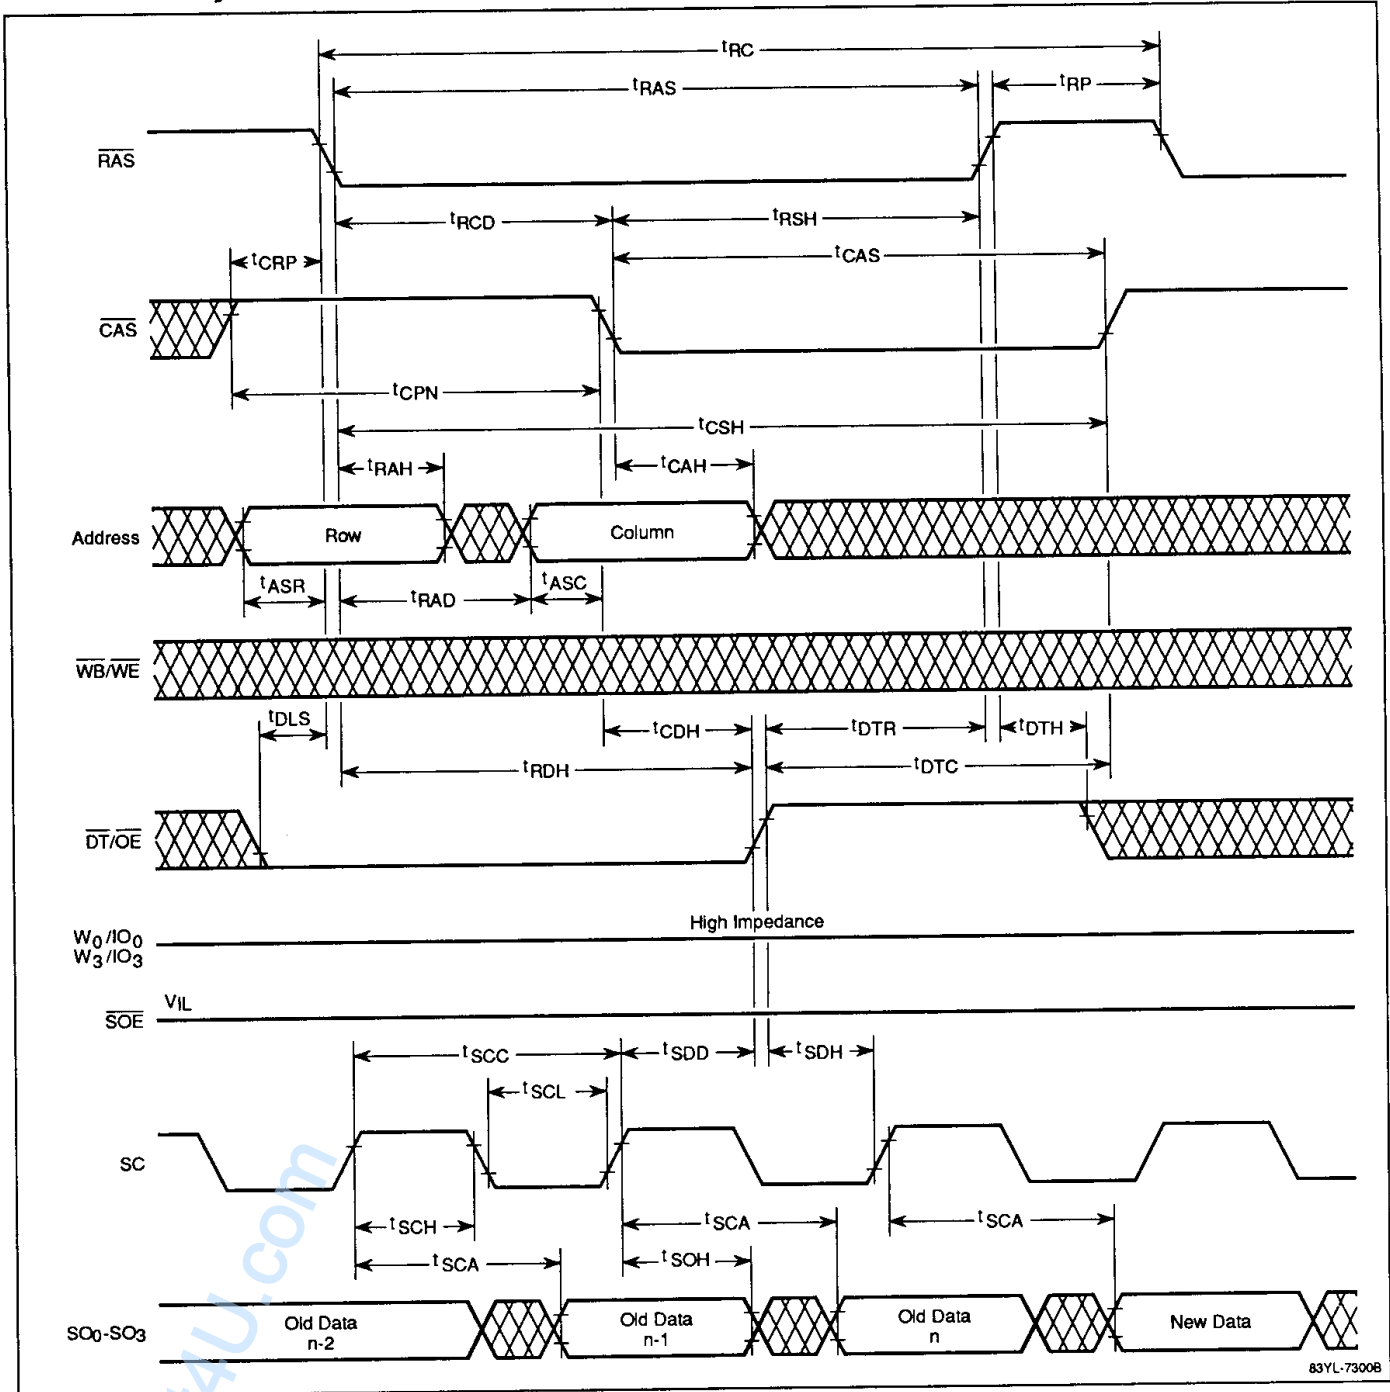 tRC
tRAS
tRP
RAS
tRCD
tRSH
tCRP
tCAS
CAS
tCPN
tCSH
tRAH
tCAH
Address
Row
Column
tASR
tRAD
tASC
WB/WE
tDLS
tCDH
tDTR
tDTH
tRDH
tDTC
DT/OE
High Impedance
W0/IO0
W3/IO3
VIL
SOE
tSCC
tSDD
tSDH
tSCL
SC
tSCH
tSCA
tSCA
tSCA
tSOH
SO0-SO3
Old Data
n-2
Old Data
n-1
Old Data
n
New Data
83YL-7300B
4U.com